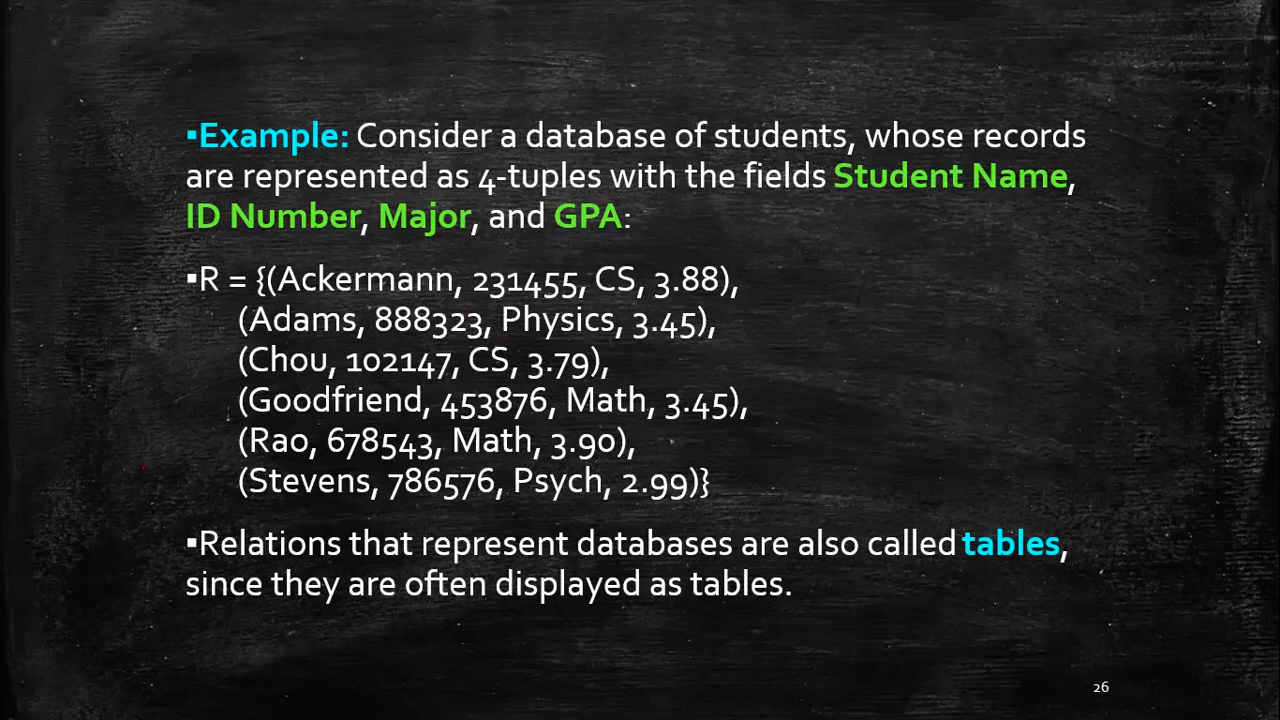 ▪Example: Consider a database of students, whose records
are represented as 4-tuples with the fields Student Name,
ID Number, Major, and GPA:
▪R = {(Ackermann, 231455, CS, 3.88),
(Adams, 888323, Physics, 3.45),
(Chou, 102147, CS, 3.79),
(Goodfriend, 453876, Math, 3.45),
(Rao, 678543, Math, 3.90),
(Stevens, 786576, Psych, 2.99)}
▪Relations that represent databases are also called tables,
since they are often displayed as tables.
26